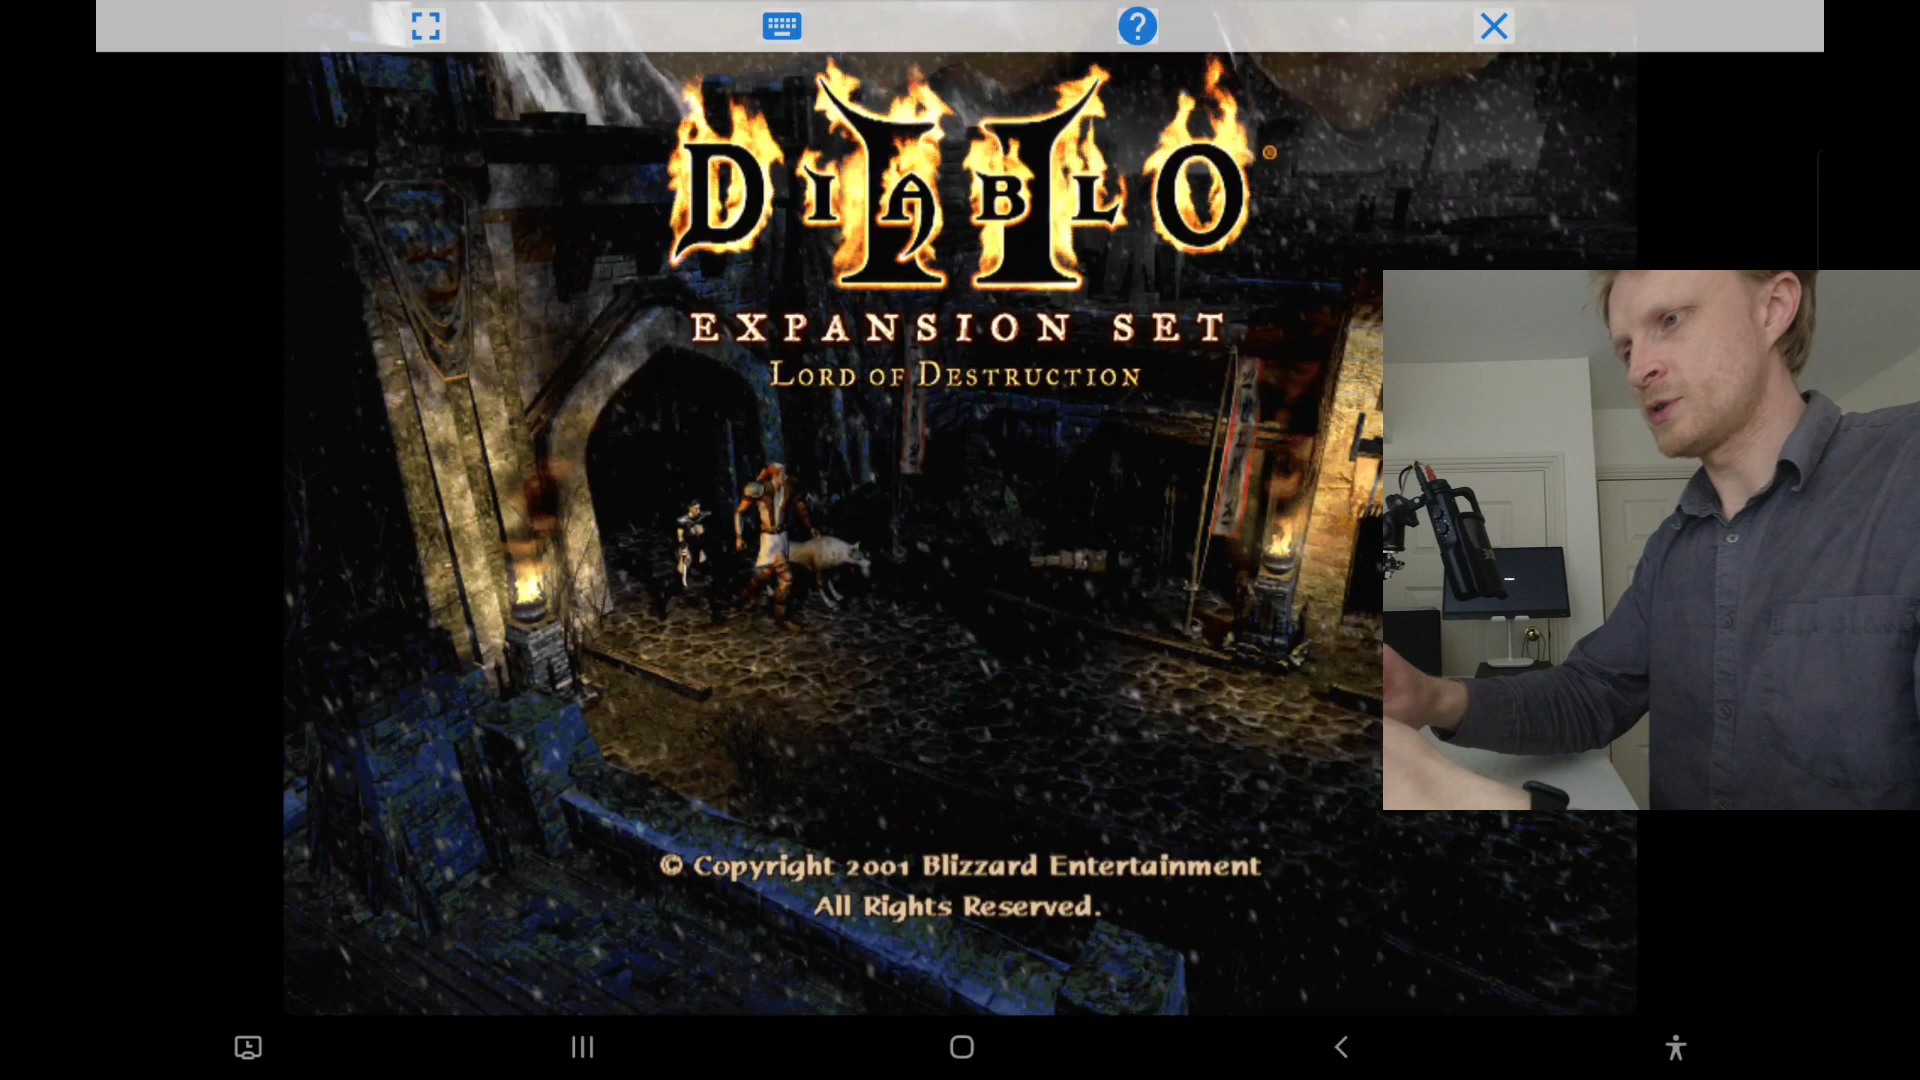 DIABLO
II
EXPANSION SET
LORD OF DESTRUCTION
© Copyright 2001 Blizzard Entertainment
All Rights Reserved.